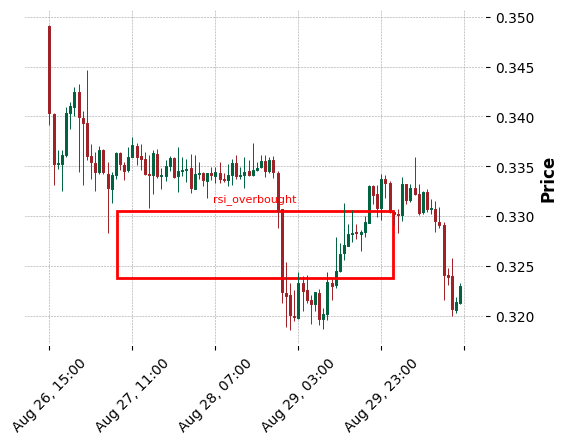 0.350
0.345
0.340
0.335
0.330
0.325
0.320
Price
rsi_overbought
Aug 26, 15:00
Aug 27, 11:00
Aug 28, 07:00
Aug 29, 03:00
Aug 29, 23:00